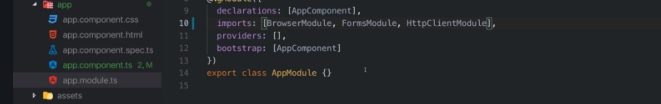 app
8 @NgModule({
app.component.css
9 declarations: [AppComponent],
app.component.html
10 imports: [BrowserModule, FormsModule, HttpClientModule],
11 providers: [],
app.component.spec.ts
12 bootstrap: [AppComponent]
app.component.ts 2, M
13 })
14 export class AppModule {}
app.module.ts
15
assets